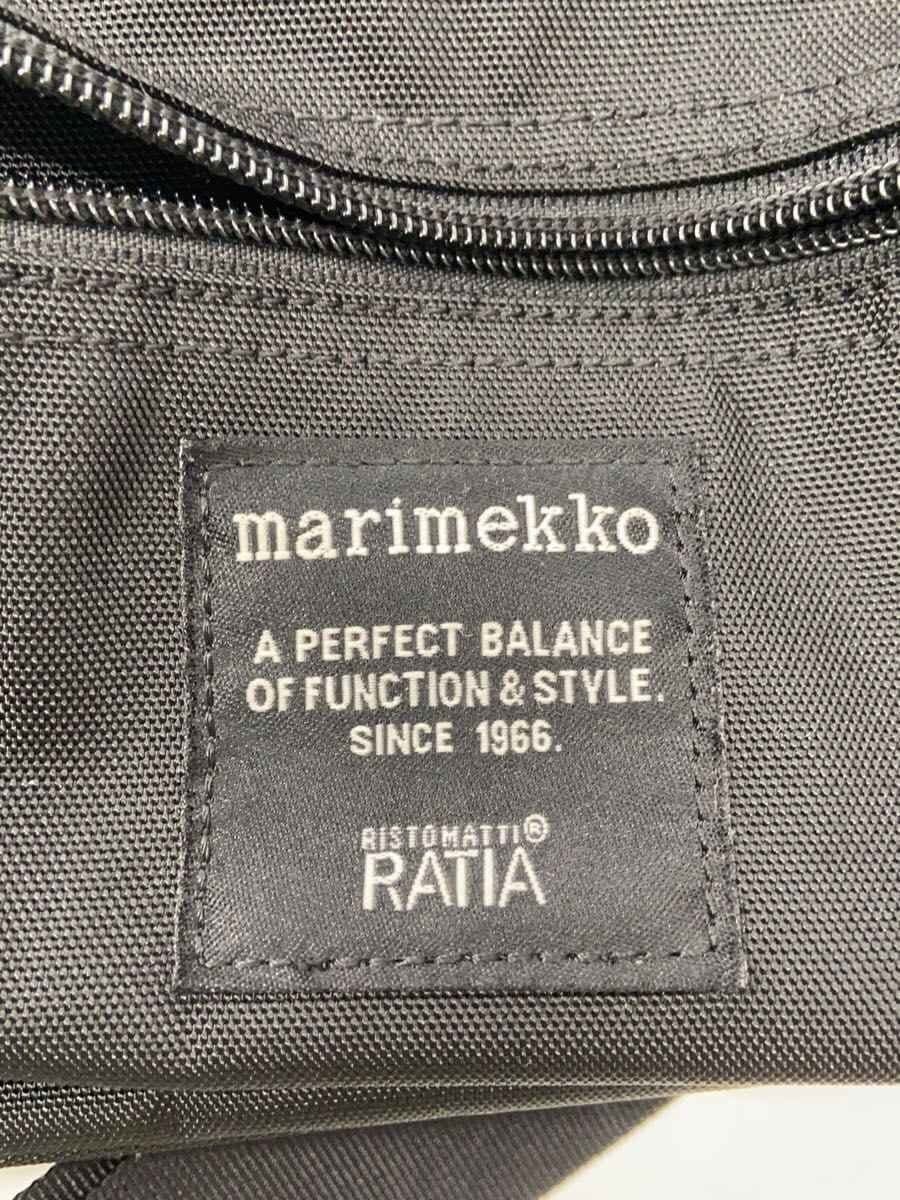 marimekko
A PERFECT BALANCE
OF FUNCTION & STYLE.
SINCE 1966.
RISTOMATTI®
RATIA